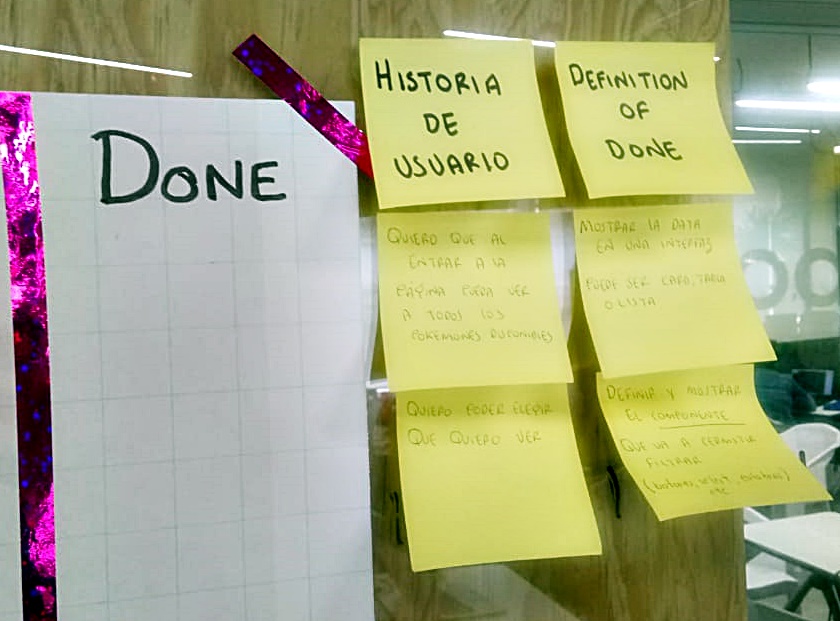 DONE
HISTORIA
DE
USUARIO
DEFINITION
OF
DONE
QUIERO QUE AL
ENTRAR A LA
PÁGINA PUEDA VER
A TODOS LOS
POKEMONES DISPONIBLES
MOSTRAR LA DATA
EN UNA INTERFAS
PUEDE SER CARD, TABLA
O LISTA
QUIERO PODER ELEGIR
QUE QUIERO VER
DEFINIR Y MOSTRAR
EL COMPONENTE
QUE VA A PERMITIR
FILTRAR
(botones, select,
etc